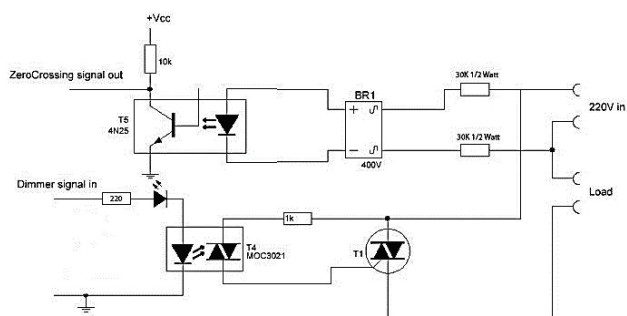 +Vcc
10k
ZeroCrossing signal out
T5
4N25
BR1
400V
30K 1/2 Watt
30K 1/2 Watt
220V in
Load
Dimmer signal in
220
1k
T4
MOC3021
T1